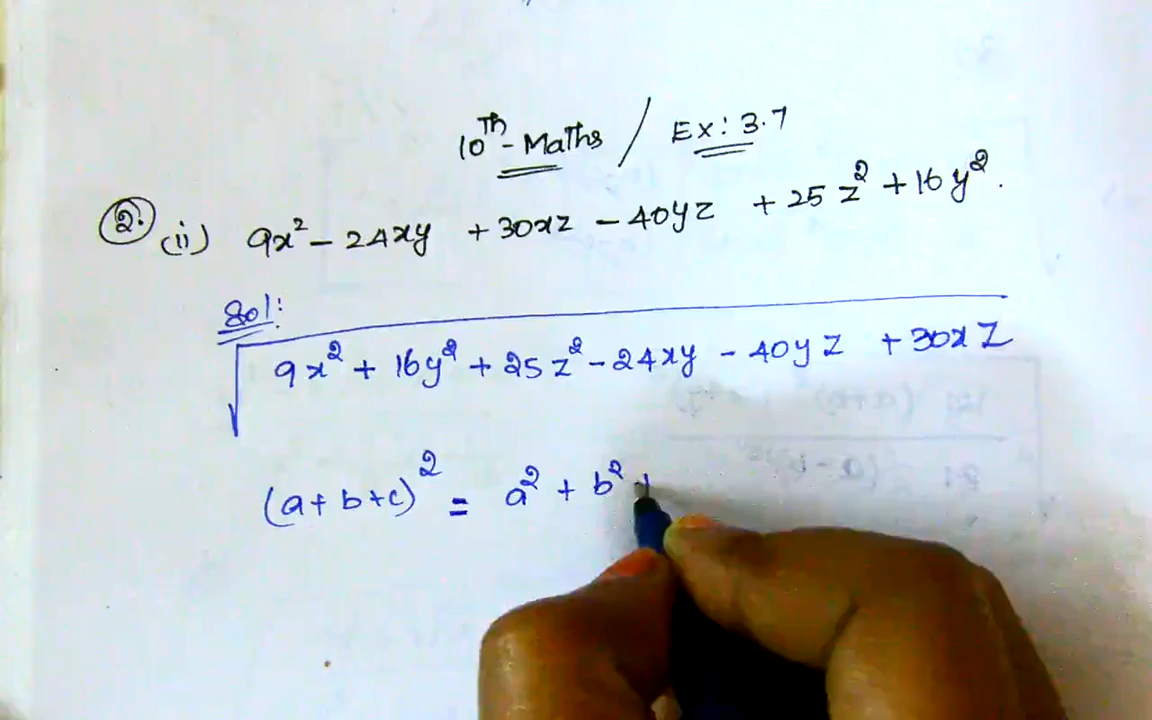 10Th-Maths / Ex: 3.7
2. (ii) 9x² - 24xy + 30xz - 40yz + 25z² + 16y².
Sol:
√9x² + 16y² + 25z² - 24xy - 40yz + 30xz
(a+b+c)² = a² + b² +